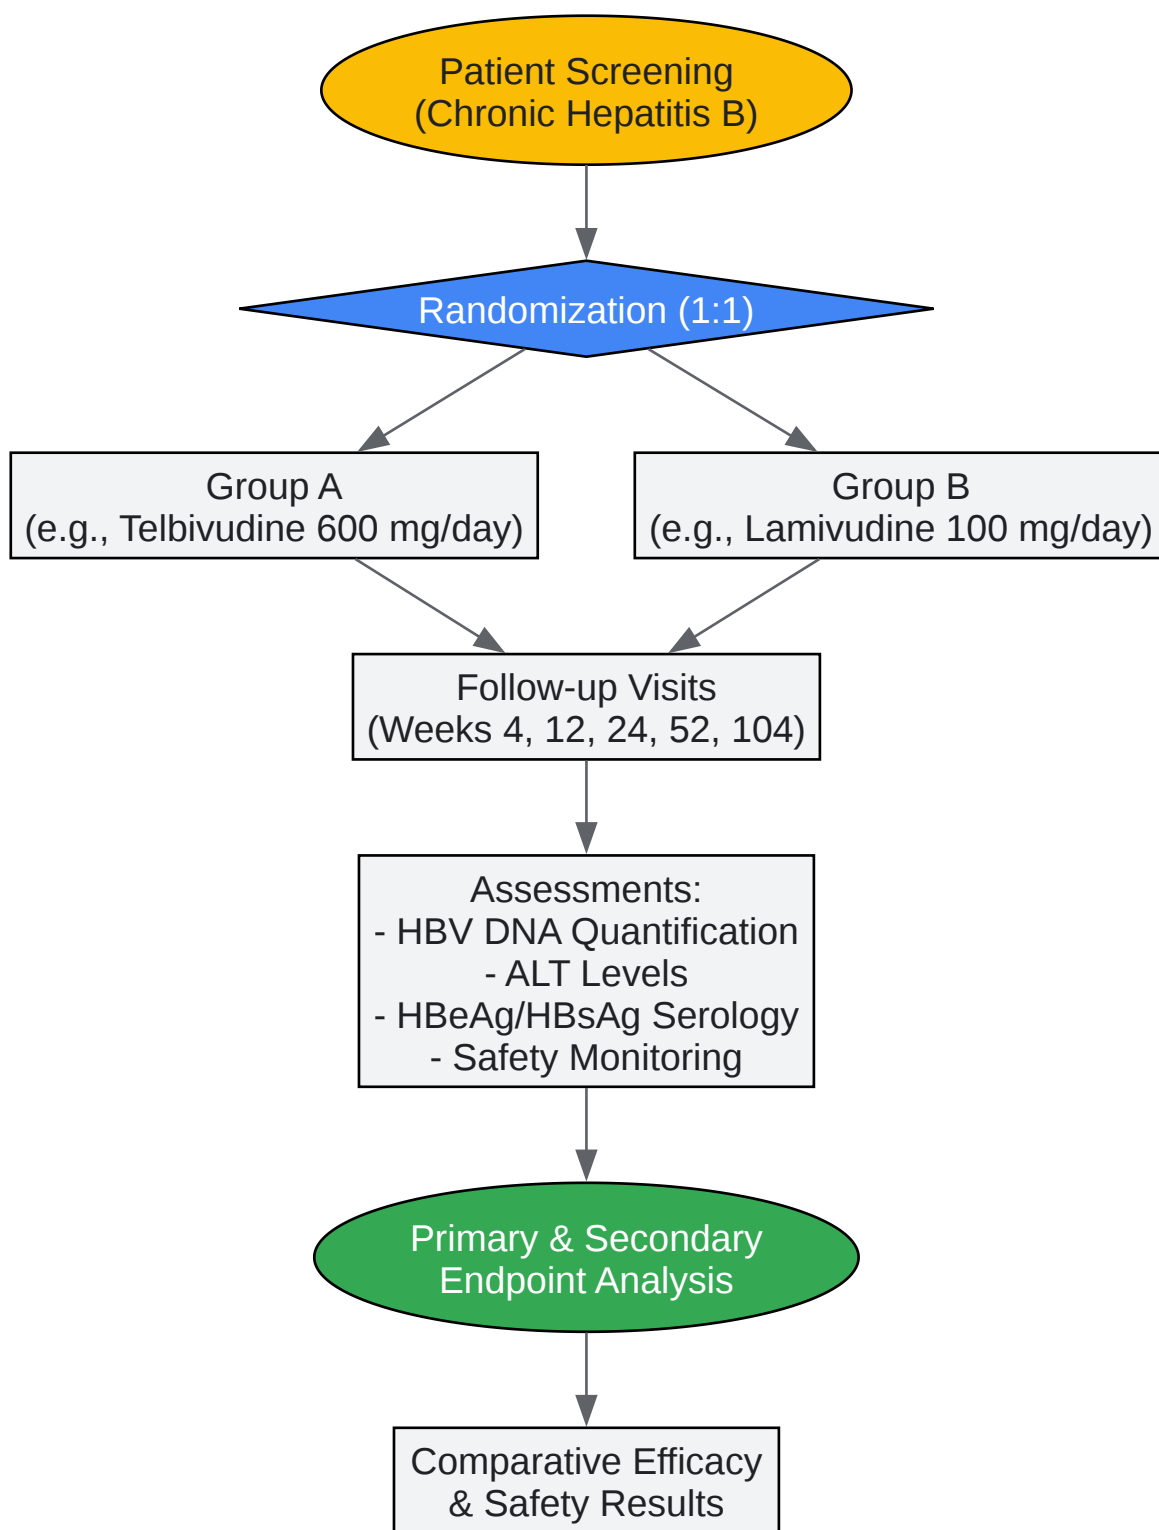 Patient Screening
(Chronic Hepatitis B)
Randomization (1:1)
Group A
(e.g., Telbivudine 600 mg/day)
Group B
(e.g., Lamivudine 100 mg/day)
Follow-up Visits
(Weeks 4, 12, 24, 52, 104)
Assessments:
- HBV DNA Quantification
- ALT Levels
- HBeAg/HBsAg Serology
- Safety Monitoring
Primary & Secondary
Endpoint Analysis
Comparative Efficacy
& Safety Results